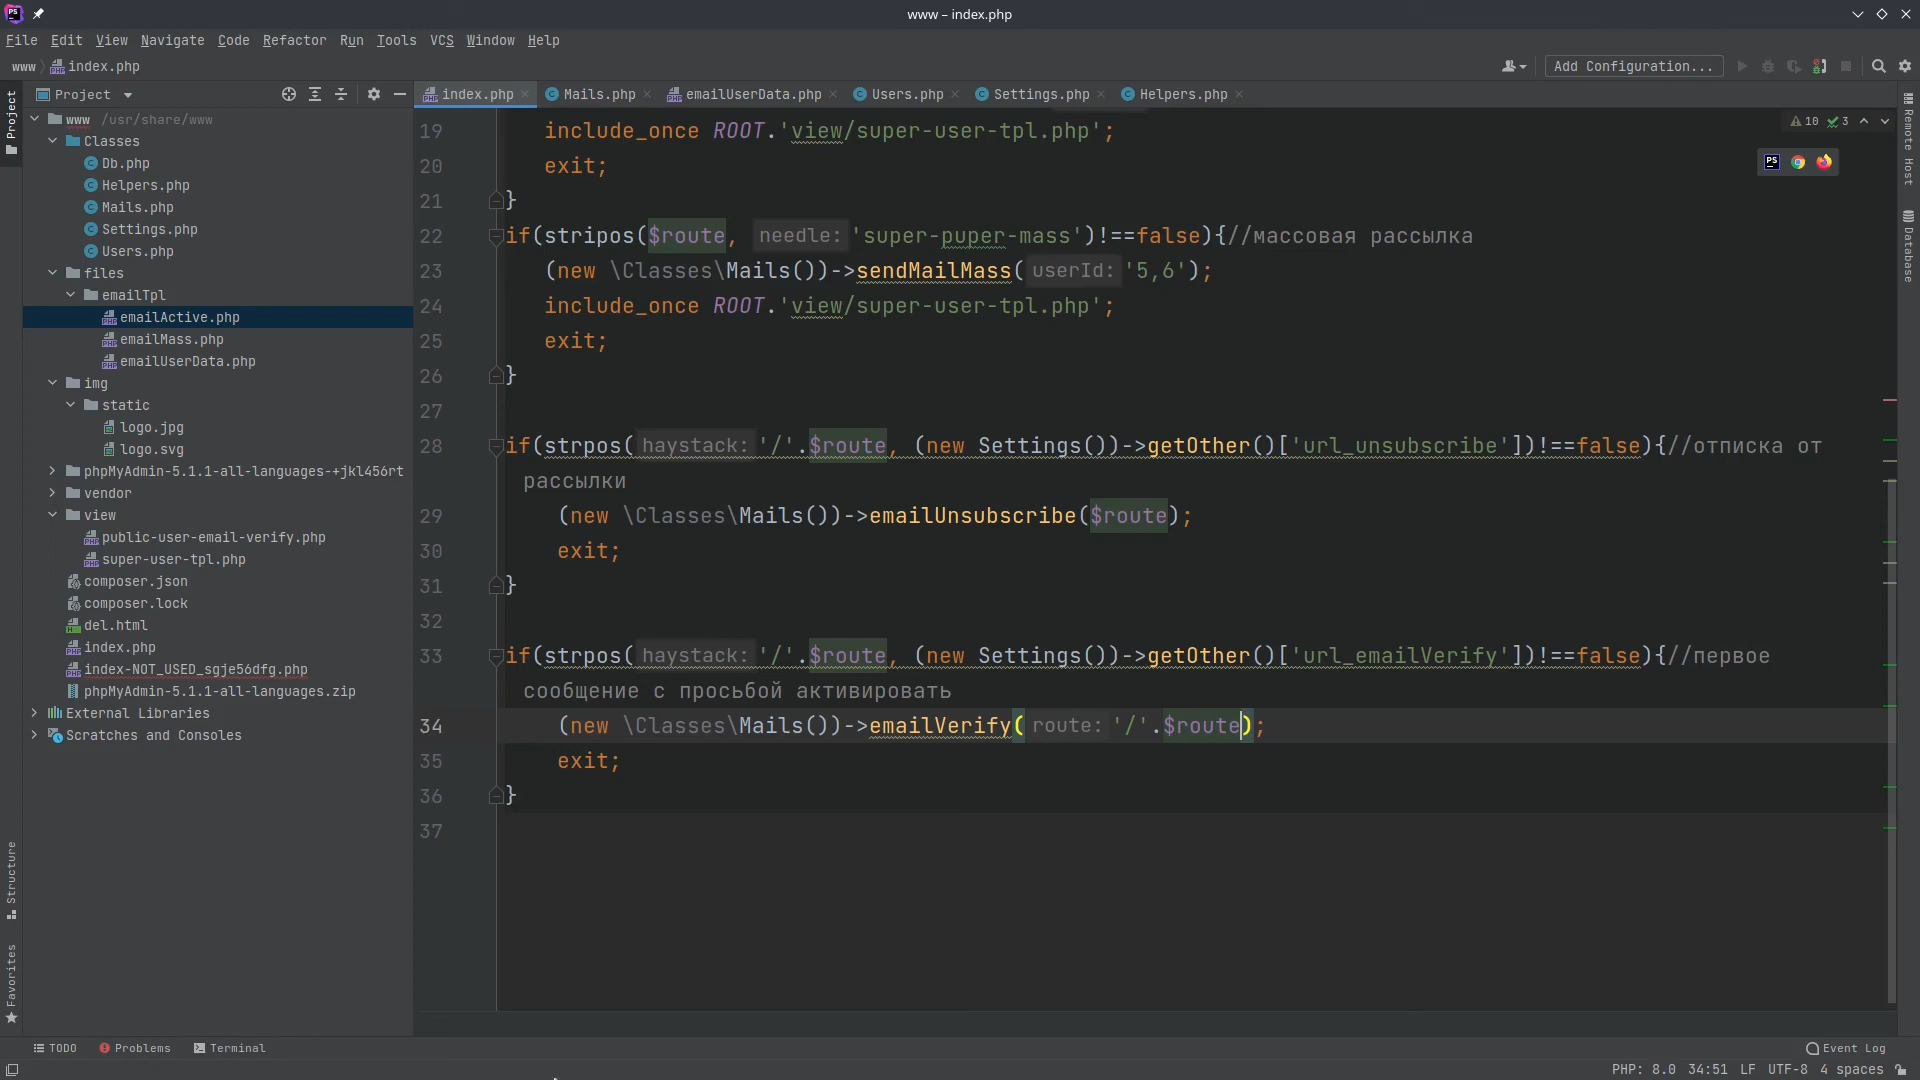 PS
www – index.php
File Edit View Navigate Code Refactor Run Tools VCS Window Help
www index.php
Add Configuration...
Project
index.php Mails.php emailUserData.php Users.php Settings.php Helpers.php
Project
Structure
Favorites
www /usr/share/www
Classes
Db.php
Helpers.php
Mails.php
Settings.php
Users.php
files
emailTpl
emailActive.php
emailMass.php
emailUserData.php
img
static
logo.jpg
logo.svg
phpMyAdmin-5.1.1-all-languages-+jkl456rt
vendor
view
public-user-email-verify.php
super-user-tpl.php
composer.json
composer.lock
del.html
index.php
index-NOT_USED_sgje56dfg.php
phpMyAdmin-5.1.1-all-languages.zip
External Libraries
Scratches and Consoles
10 3
PS
19 include_once ROOT.'view/super-user-tpl.php';
20 exit;
21 }
22 if(stripos($route, needle: 'super-puper-mass')!==false){//массовая рассылка
23 (new \Classes\Mails())->sendMailMass( userId: '5,6');
24 include_once ROOT.'view/super-user-tpl.php';
25 exit;
26 }
27
28 if(strpos( haystack: '/'.$route, (new Settings())->getOther()['url_unsubscribe'])!==false){//отписка от
рассылки
29 (new \Classes\Mails())->emailUnsubscribe($route);
30 exit;
31 }
32
33 if(strpos( haystack: '/'.$route, (new Settings())->getOther()['url_emailVerify'])!==false){//первое
сообщение с просьбой активировать
34 (new \Classes\Mails())->emailVerify( route: '/'.$route);
35 exit;
36 }
37
Remote Host
Database
TODO Problems Terminal
Event Log
PHP: 8.0 34:51 LF UTF-8 4 spaces